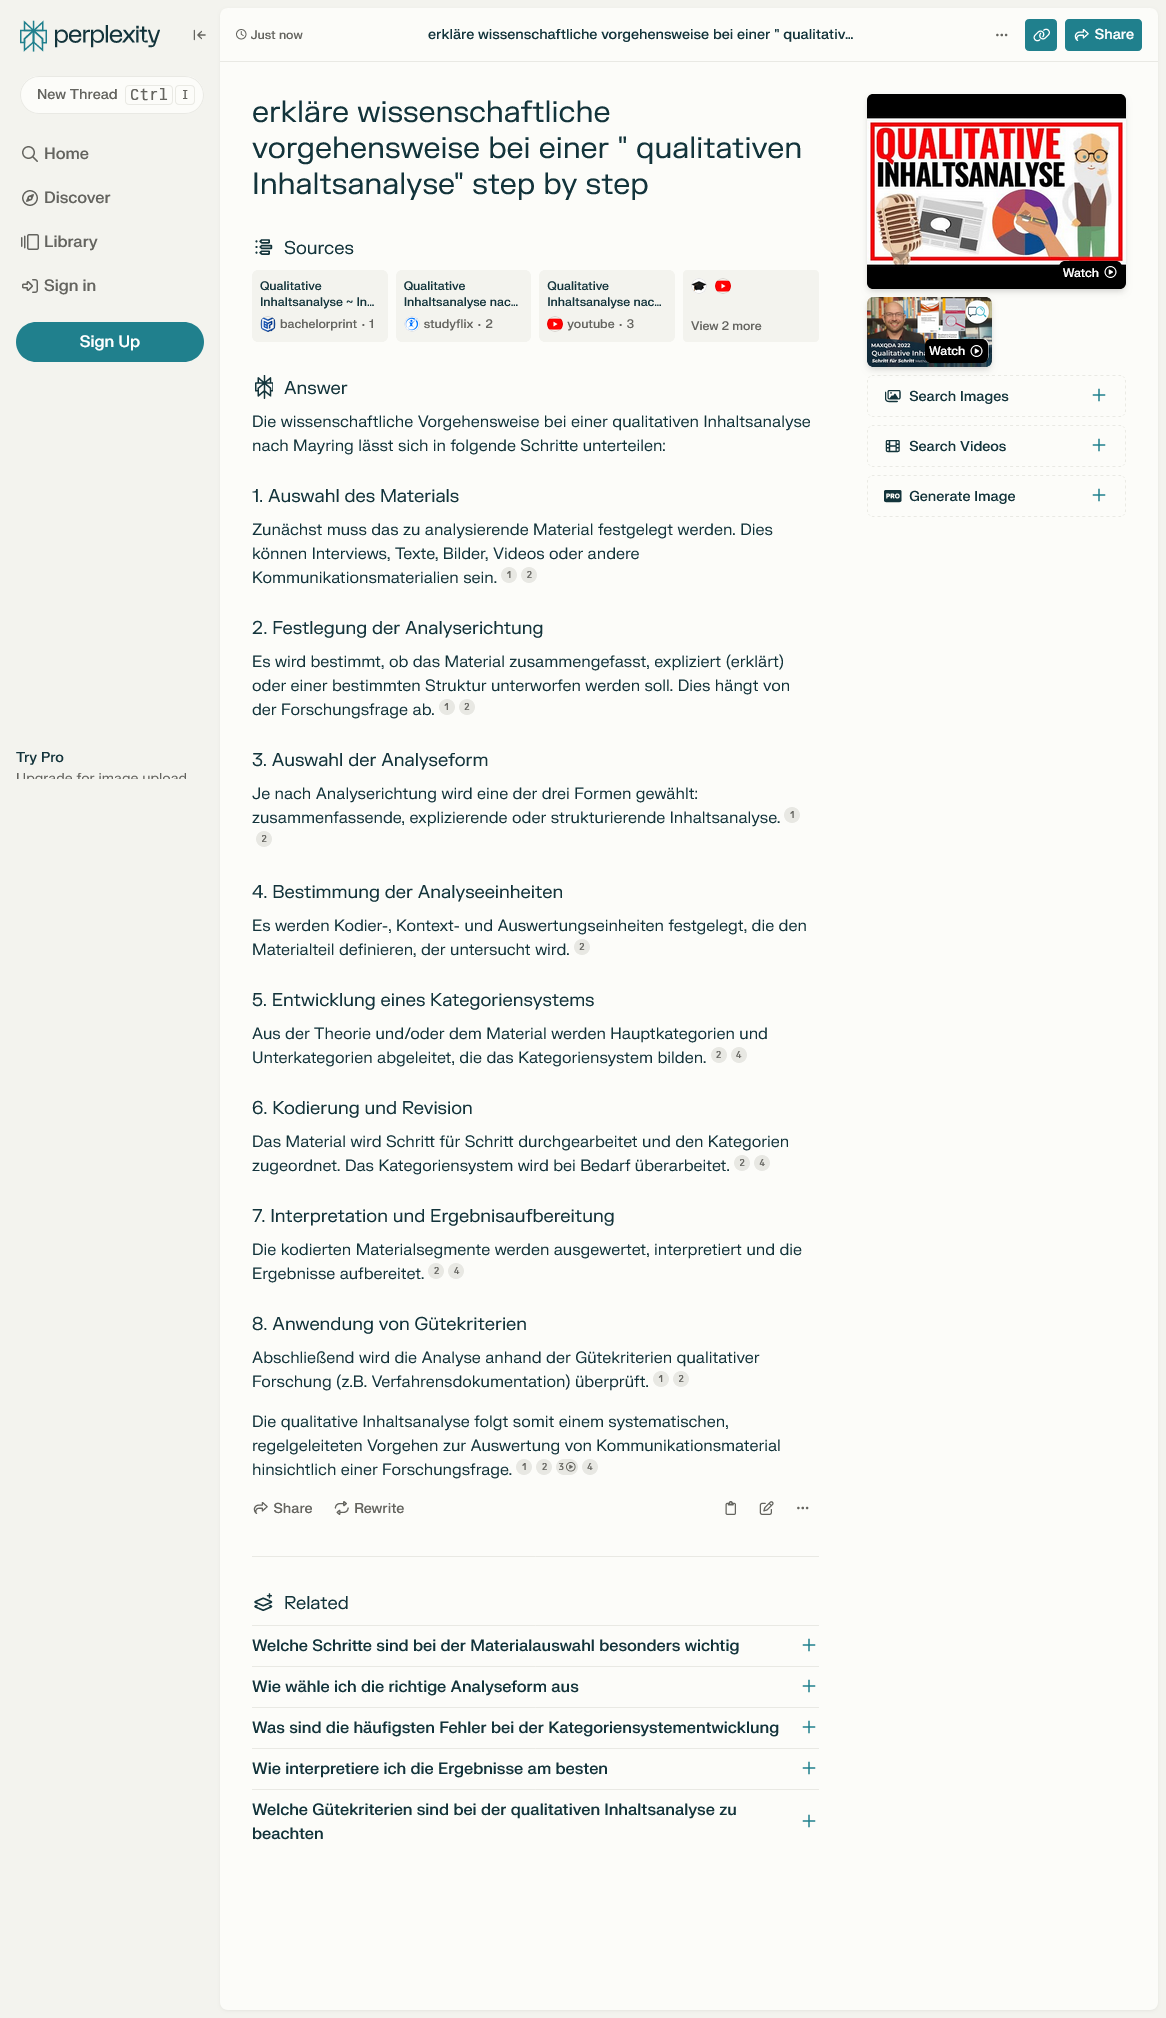 perplexity
New Thread Ctrl I
Home
Discover
Library
Sign in
Sign Up
Try Pro
Upgrade for image upload
Just now
erkläre wissenschaftliche vorgehensweise bei einer " qualitativ...
Share
erkläre wissenschaftliche
vorgehensweise bei einer " qualitativen
Inhaltsanalyse" step by step
Sources
Qualitative
Inhaltsanalyse ~ In...
bachelorprint · 1
Qualitative
Inhaltsanalyse nac...
studyflix · 2
Qualitative
Inhaltsanalyse nac...
youtube · 3
View 2 more
Answer
Die wissenschaftliche Vorgehensweise bei einer qualitativen Inhaltsanalyse
nach Mayring lässt sich in folgende Schritte unterteilen:
1. Auswahl des Materials
Zunächst muss das zu analysierende Material festgelegt werden. Dies
können Interviews, Texte, Bilder, Videos oder andere
Kommunikationsmaterialien sein. 1 2
2. Festlegung der Analyserichtung
Es wird bestimmt, ob das Material zusammengefasst, expliziert (erklärt)
oder einer bestimmten Struktur unterworfen werden soll. Dies hängt von
der Forschungsfrage ab. 1 2
3. Auswahl der Analyseform
Je nach Analyserichtung wird eine der drei Formen gewählt:
zusammenfassende, explizierende oder strukturierende Inhaltsanalyse. 1
2
4. Bestimmung der Analyseeinheiten
Es werden Kodier-, Kontext- und Auswertungseinheiten festgelegt, die den
Materialteil definieren, der untersucht wird. 2
5. Entwicklung eines Kategoriensystems
Aus der Theorie und/oder dem Material werden Hauptkategorien und
Unterkategorien abgeleitet, die das Kategoriensystem bilden. 2 4
6. Kodierung und Revision
Das Material wird Schritt für Schritt durchgearbeitet und den Kategorien
zugeordnet. Das Kategoriensystem wird bei Bedarf überarbeitet. 2 4
7. Interpretation und Ergebnisaufbereitung
Die kodierten Materialsegmente werden ausgewertet, interpretiert und die
Ergebnisse aufbereitet. 2 4
8. Anwendung von Gütekriterien
Abschließend wird die Analyse anhand der Gütekriterien qualitativer
Forschung (z.B. Verfahrensdokumentation) überprüft. 1 2
Die qualitative Inhaltsanalyse folgt somit einem systematischen,
regelgeleiteten Vorgehen zur Auswertung von Kommunikationsmaterial
hinsichtlich einer Forschungsfrage. 1 2 3 4
Share
Rewrite
Related
Welche Schritte sind bei der Materialauswahl besonders wichtig
Wie wähle ich die richtige Analyseform aus
Was sind die häufigsten Fehler bei der Kategoriensystementwicklung
Wie interpretiere ich die Ergebnisse am besten
Welche Gütekriterien sind bei der qualitativen Inhaltsanalyse zu
beachten
QUALITATIVE
INHALTSANALYSE
Watch
MAXQDA 2022
Qualitative Inh
Schritt für Schritt
Watch
Search Images
Search Videos
PRO Generate Image